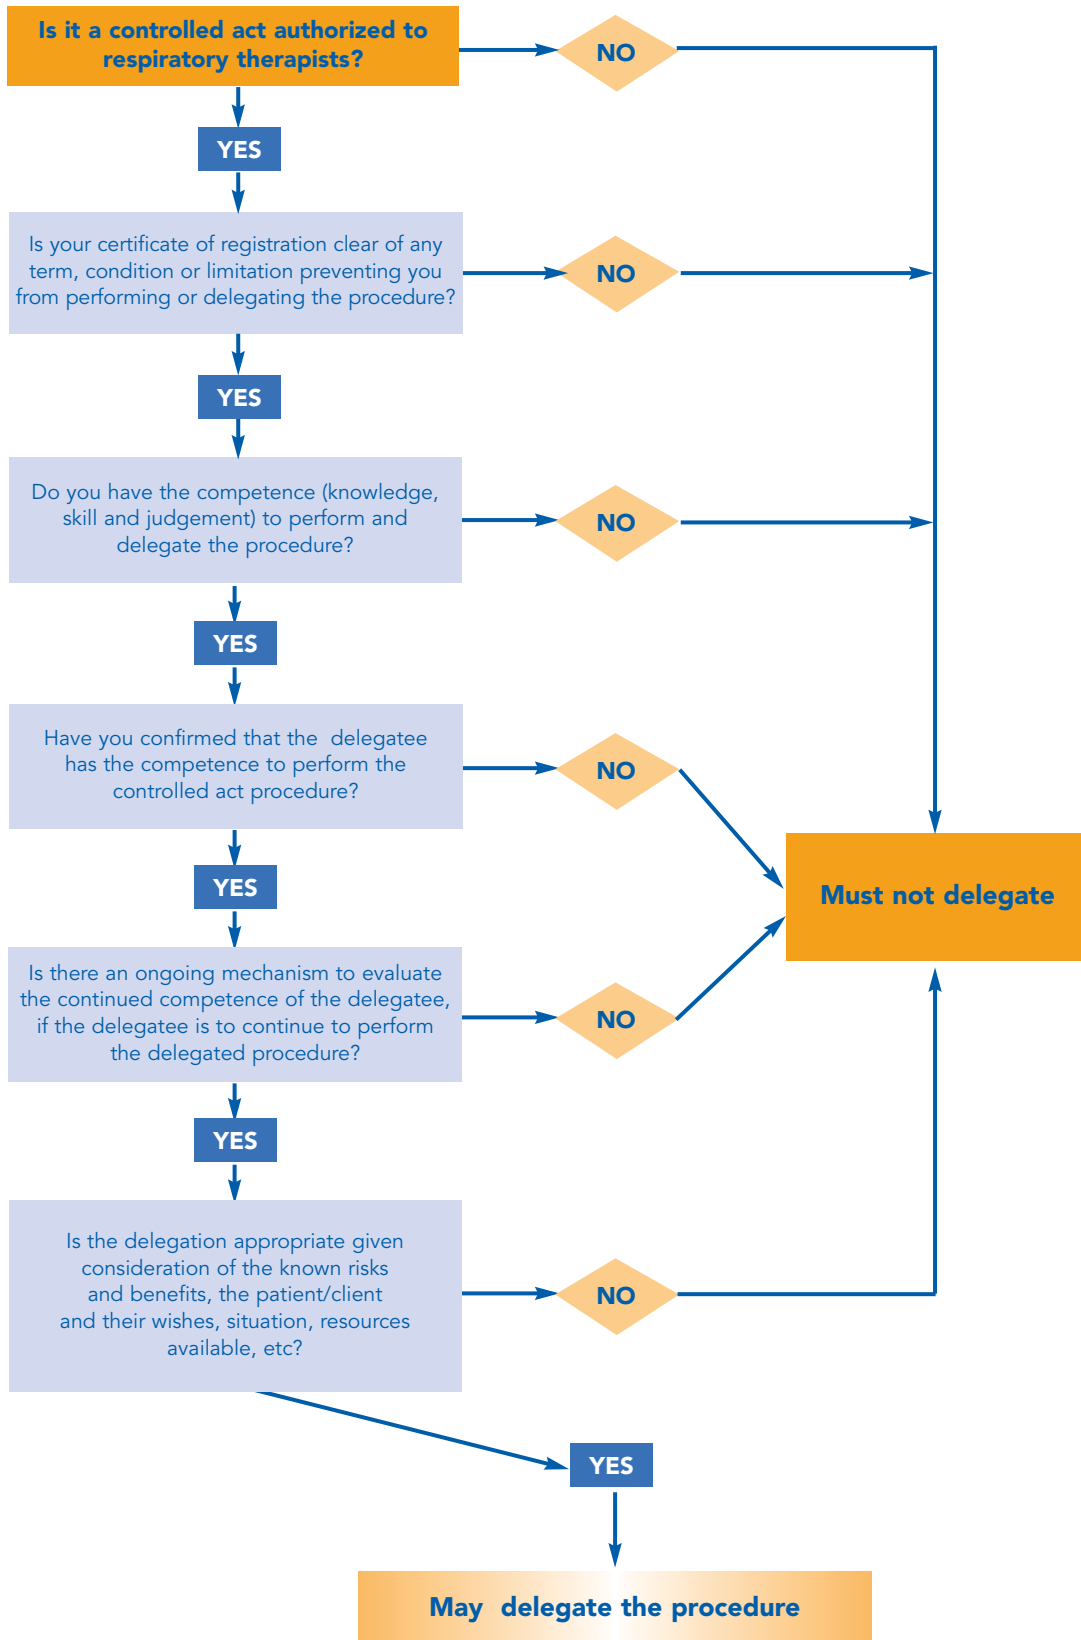 Is it a controlled act authorized to
respiratory therapists?
NO
YES
Is your certificate of registration clear of any
term, condition or limitation preventing you
from performing or delegating the procedure?
NO
YES
Do you have the competence (knowledge,
skill and judgement) to perform and
delegate the procedure?
NO
YES
Have you confirmed that the delegatee
has the competence to perform the
controlled act procedure?
NO
YES
Must not delegate
Is there an ongoing mechanism to evaluate
the continued competence of the delegatee,
if the delegatee is to continue to perform
the delegated procedure?
NO
YES
Is the delegation appropriate given
consideration of the known risks
and benefits, the patient/client
and their wishes, situation, resources
available, etc?
NO
YES
May delegate the procedure